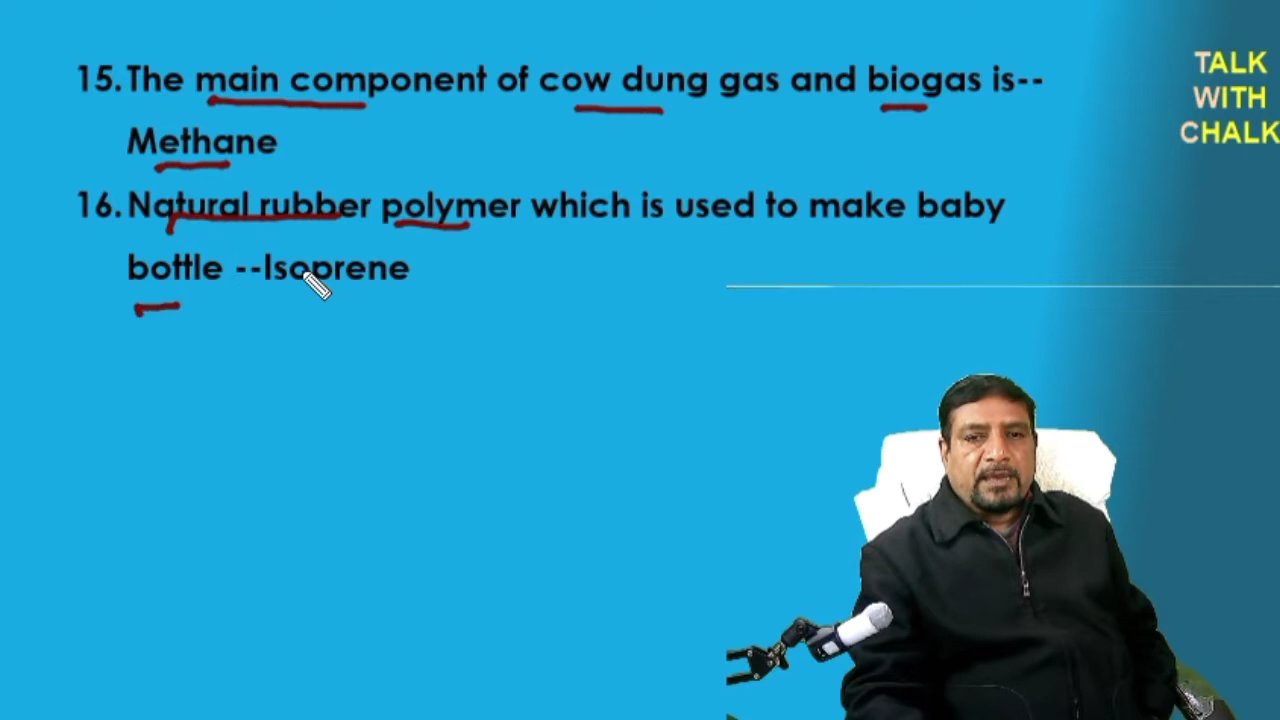 15. The main component of cow dung gas and biogas is--
Methane
16. Natural rubber polymer which is used to make baby
bottle --Isoprene
TALK
WITH
CHALK